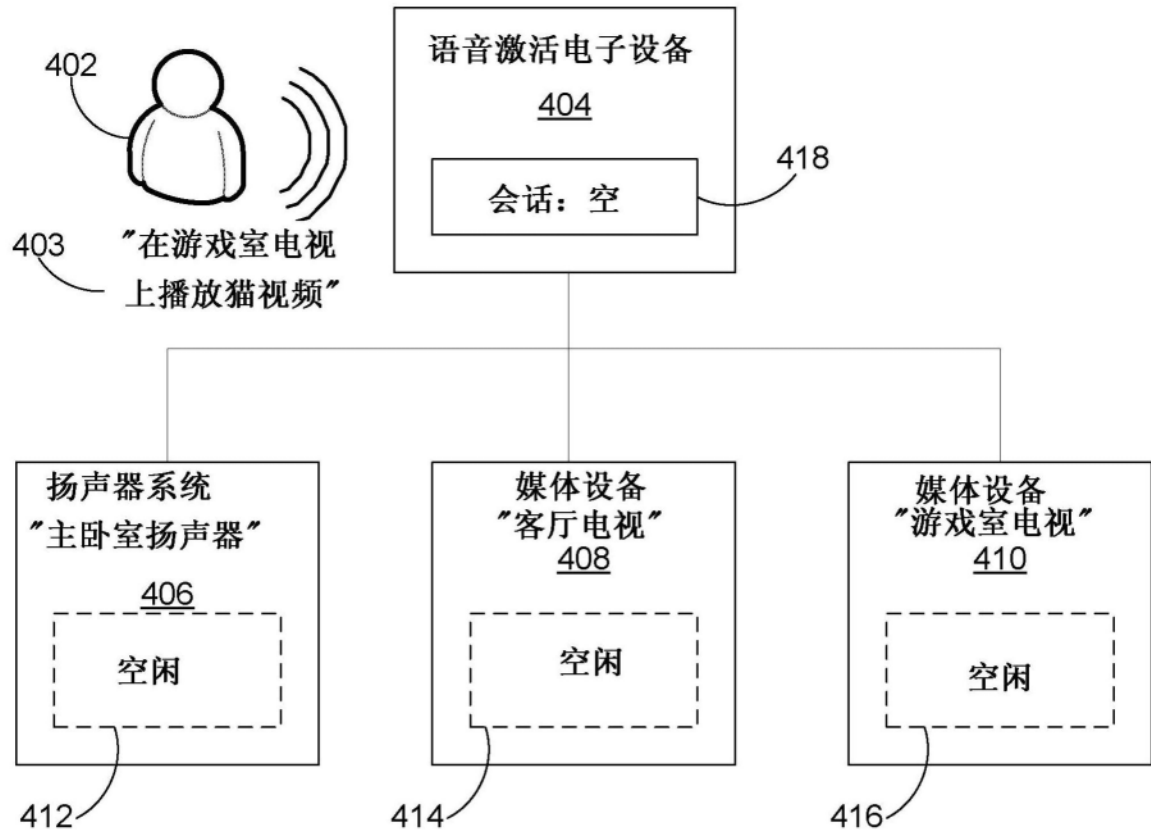 语音激活电子设备
404
会话：空
418
402
403
"在游戏室电视
上播放猫视频"
扬声器系统
"主卧室扬声器"
406
空闲
412
媒体设备
"客厅电视"
408
空闲
414
媒体设备
"游戏室电视"
410
空闲
416